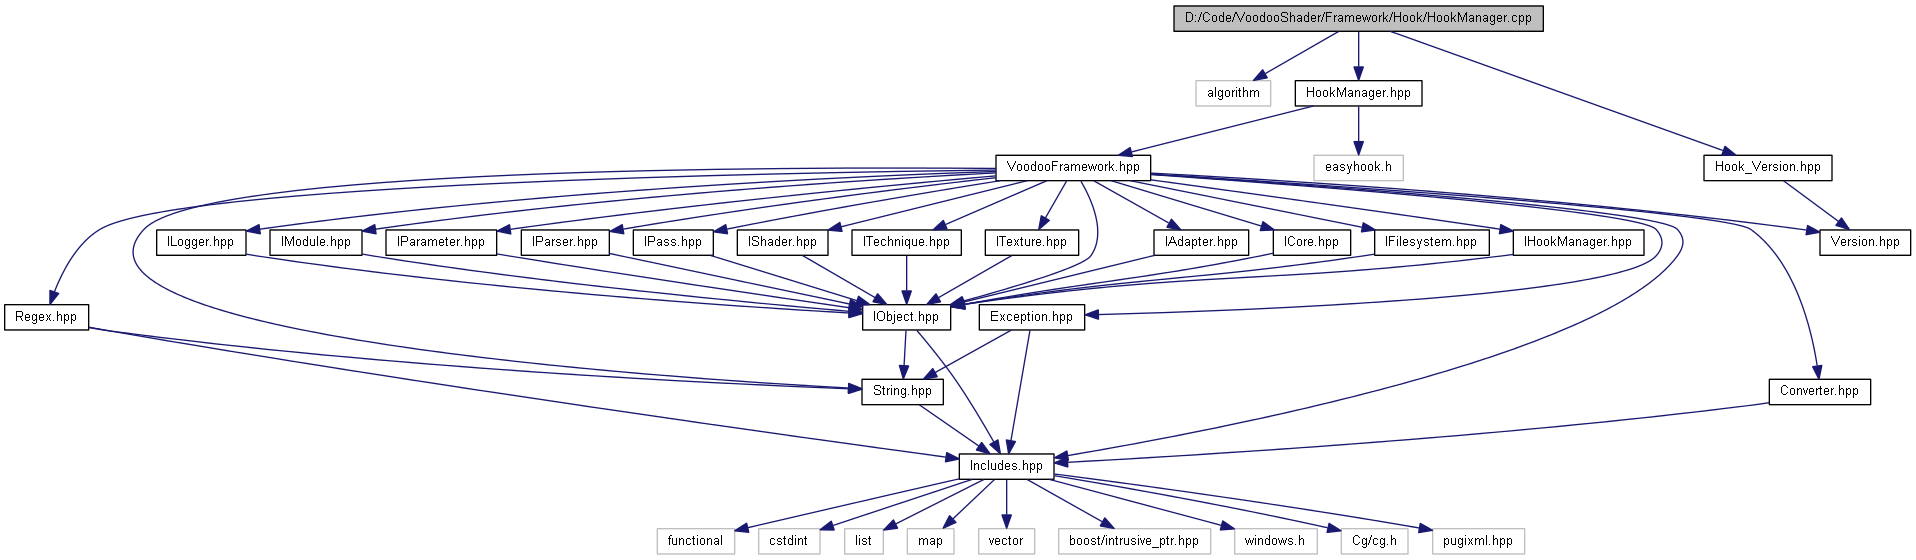 D:/Code/VoodooShader/Framework/Hook/HookManager.cpp
algorithm
HookManager.hpp
VoodooFramework.hpp
easyhook.h
Hook_Version.hpp
ILogger.hpp
IModule.hpp
IParameter.hpp
IParser.hpp
IPass.hpp
IShader.hpp
ITechnique.hpp
ITexture.hpp
IAdapter.hpp
ICore.hpp
IFilesystem.hpp
IHookManager.hpp
Version.hpp
Regex.hpp
IObject.hpp
Exception.hpp
String.hpp
Converter.hpp
Includes.hpp
functional
cstdint
list
map
vector
boost/intrusive_ptr.hpp
windows.h
Cg/cg.h
pugixml.hpp